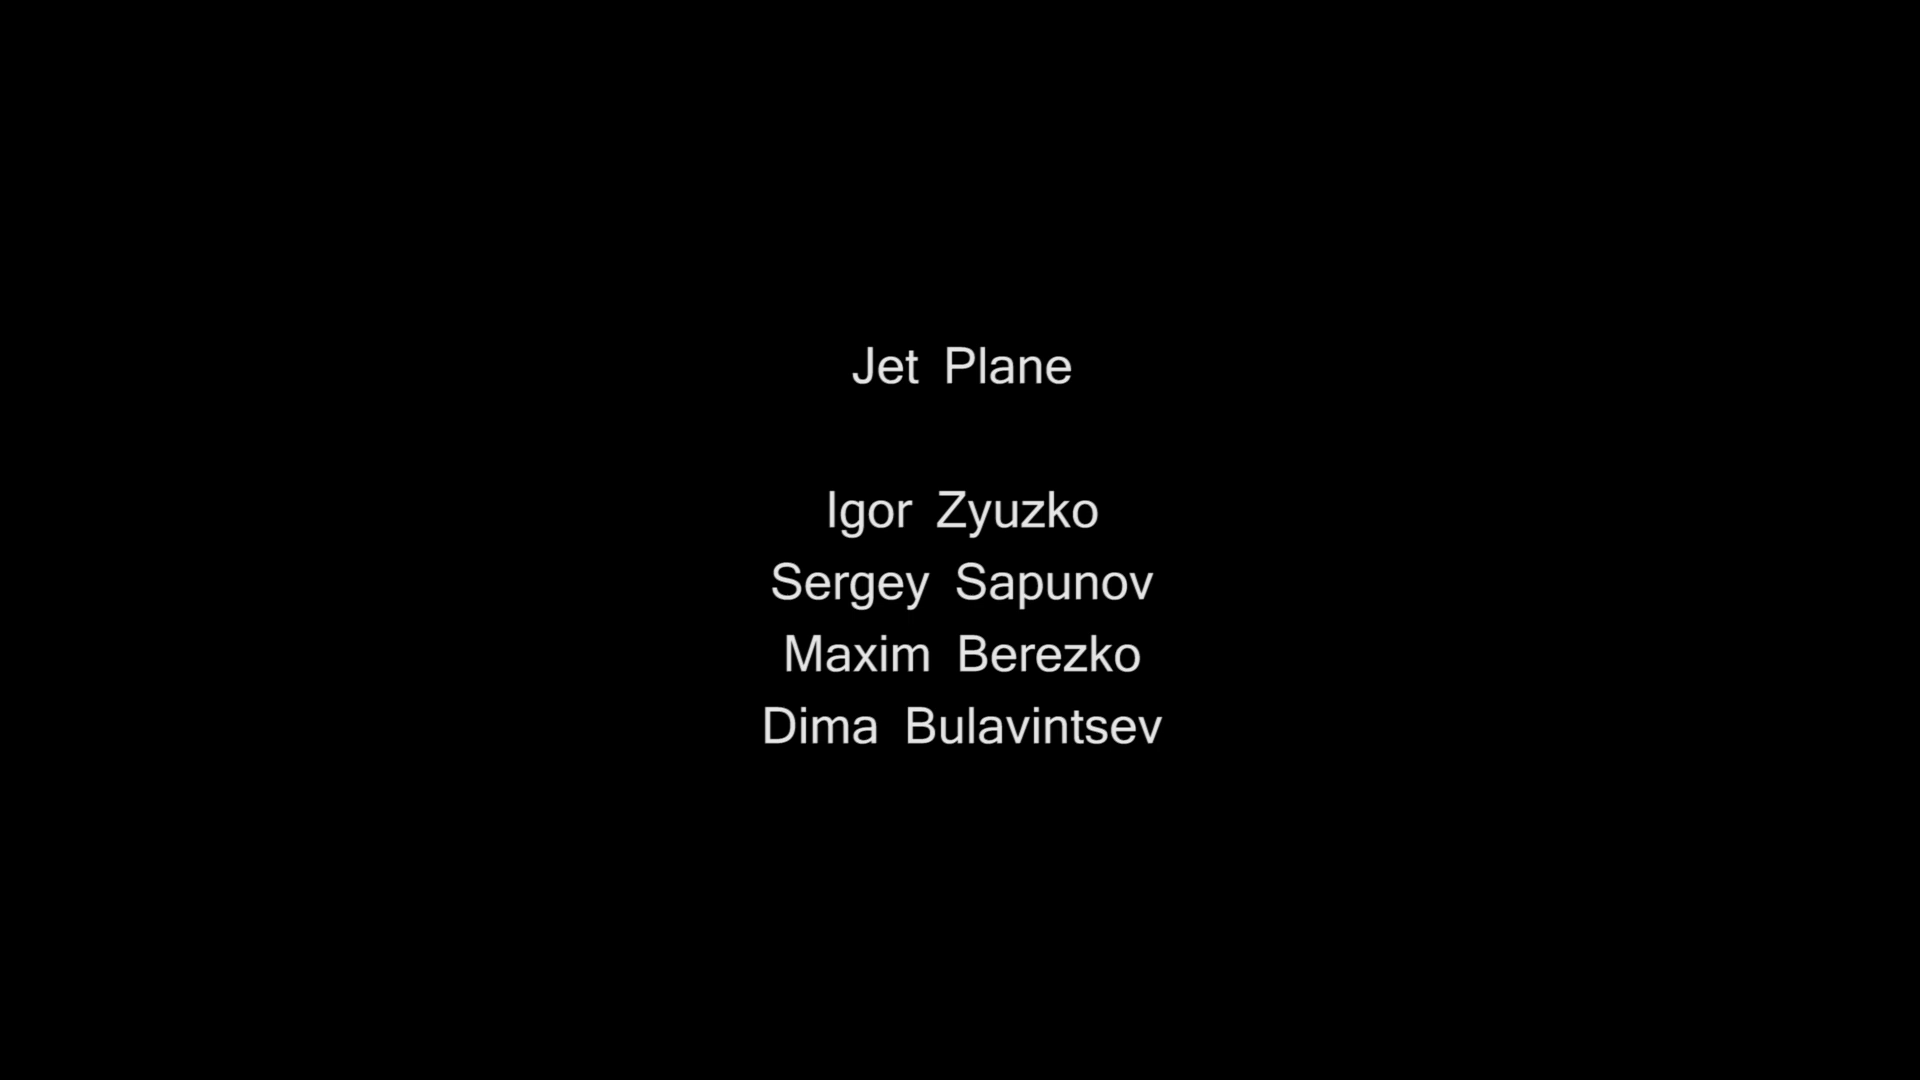 Jet Plane
Igor Zyuzko
Sergey Sapunov
Maxim Berezko
Dima Bulavintsev